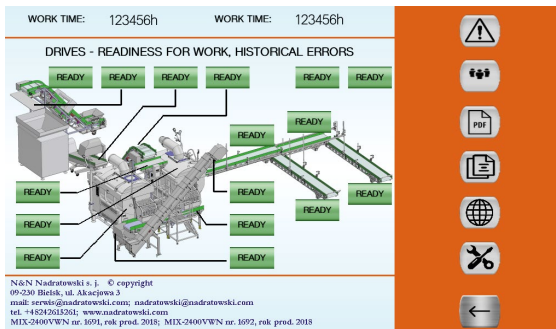 WORK TIME: 123456h WORK TIME: 123456h
DRIVES - READINESS FOR WORK, HISTORICAL ERRORS
READY READY READY READY READY READY
READY
READY
READY
READY
READY READY
READY
READY
READY
READY
READY
PDF
N&N Nadratowski s. j. © copyright
09-230 Bielsk, ul. Akacjowa 3
mail: serwis@nadratowski.com; nadratowski@nadratowski.com
tel. +48242615261; www.nadratowski.com
MIX-2400VWN nr. 1691, rok prod. 2018; MIX-2400VWN nr. 1692, rok prod. 2018